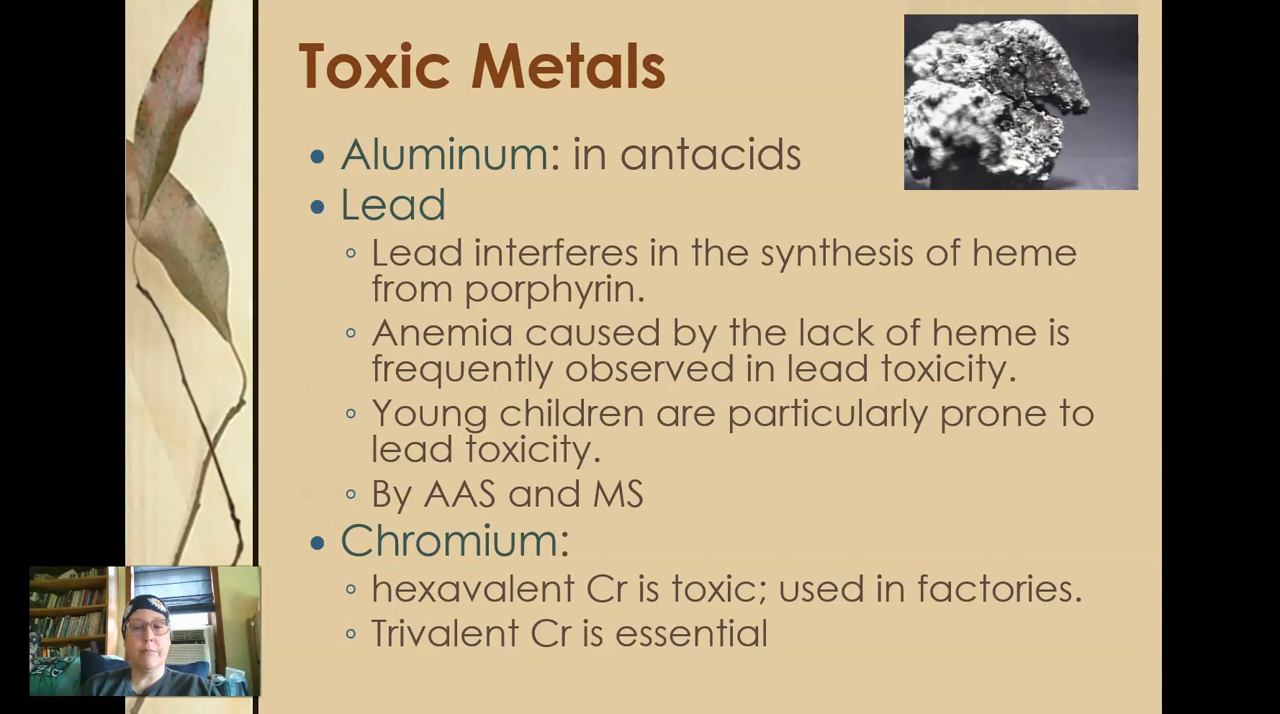 Toxic Metals
• Aluminum: in antacids
• Lead
◦ Lead interferes in the synthesis of heme
from porphyrin.
◦ Anemia caused by the lack of heme is
frequently observed in lead toxicity.
◦ Young children are particularly prone to
lead toxicity.
◦ By AAS and MS
• Chromium:
◦ hexavalent Cr is toxic; used in factories.
◦ Trivalent Cr is essential